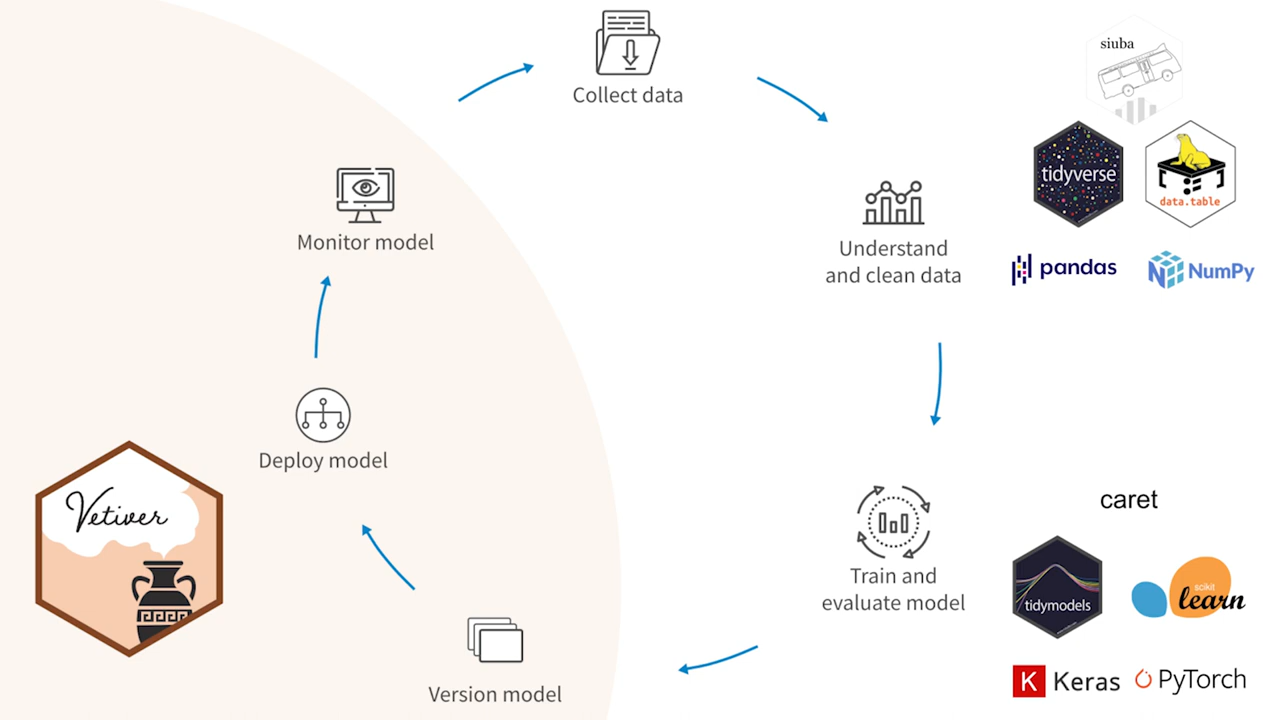 Collect data
siuba
tidyverse
data.table
Understand
and clean data
pandas
NumPy
Train and
evaluate model
caret
tidymodels
scikit
learn
K Keras
PyTorch
Version model
Deploy model
Vetiver
Monitor model